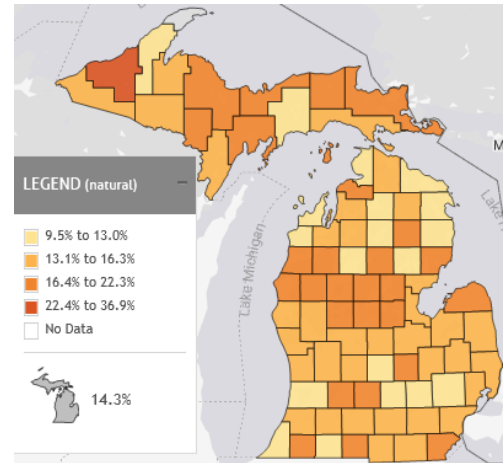 M
Lake
Lake Michigan
LEGEND (natural)
9.5% to 13.0%
13.1% to 16.3%
16.4% to 22.3%
22.4% to 36.9%
No Data
14.3%